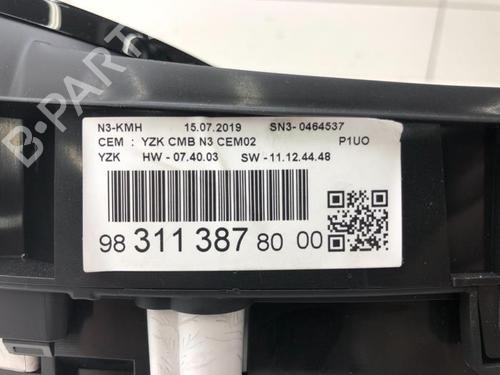 N3-KMH 15.07.2019 SN3- 0464537
CEM : YZK CMB N3 CEM02 P1UO
YZK HW - 07.40.03 SW - 11.12.44.48
98 311 387 80 00